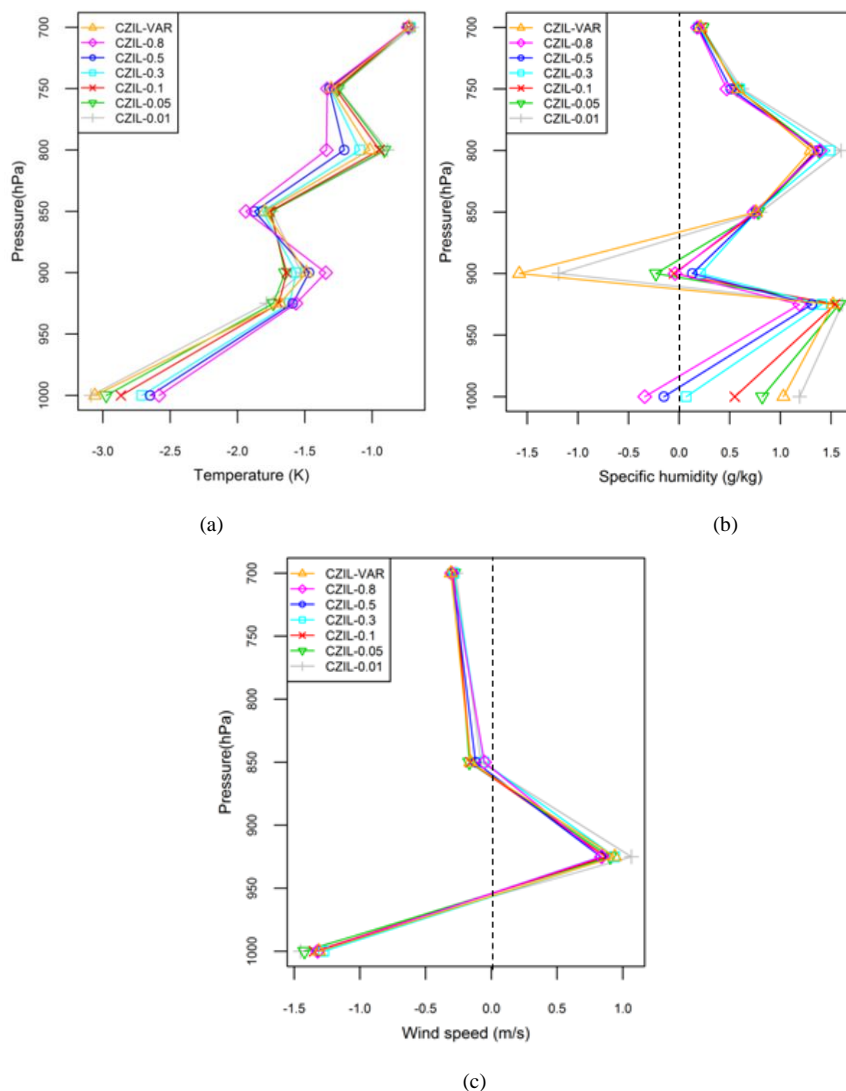 CZIL-VAR
CZIL-0.8
CZIL-0.5
CZIL-0.3
CZIL-0.1
CZIL-0.05
CZIL-0.01
700
750
800
850
900
950
1000
Pressure(hPa)
-3.0 -2.5 -2.0 -1.5 -1.0
Temperature (K)
(a)
CZIL-VAR
CZIL-0.8
CZIL-0.5
CZIL-0.3
CZIL-0.1
CZIL-0.05
CZIL-0.01
700
750
800
850
900
950
1000
Pressure(hPa)
-1.5 -1.0 -0.5 0.0 0.5 1.0 1.5
Specific humidity (g/kg)
(b)
CZIL-VAR
CZIL-0.8
CZIL-0.5
CZIL-0.3
CZIL-0.1
CZIL-0.05
CZIL-0.01
700
750
800
850
900
950
1000
Pressure(hPa)
-1.5 -1.0 -0.5 0.0 0.5 1.0
Wind speed (m/s)
(c)